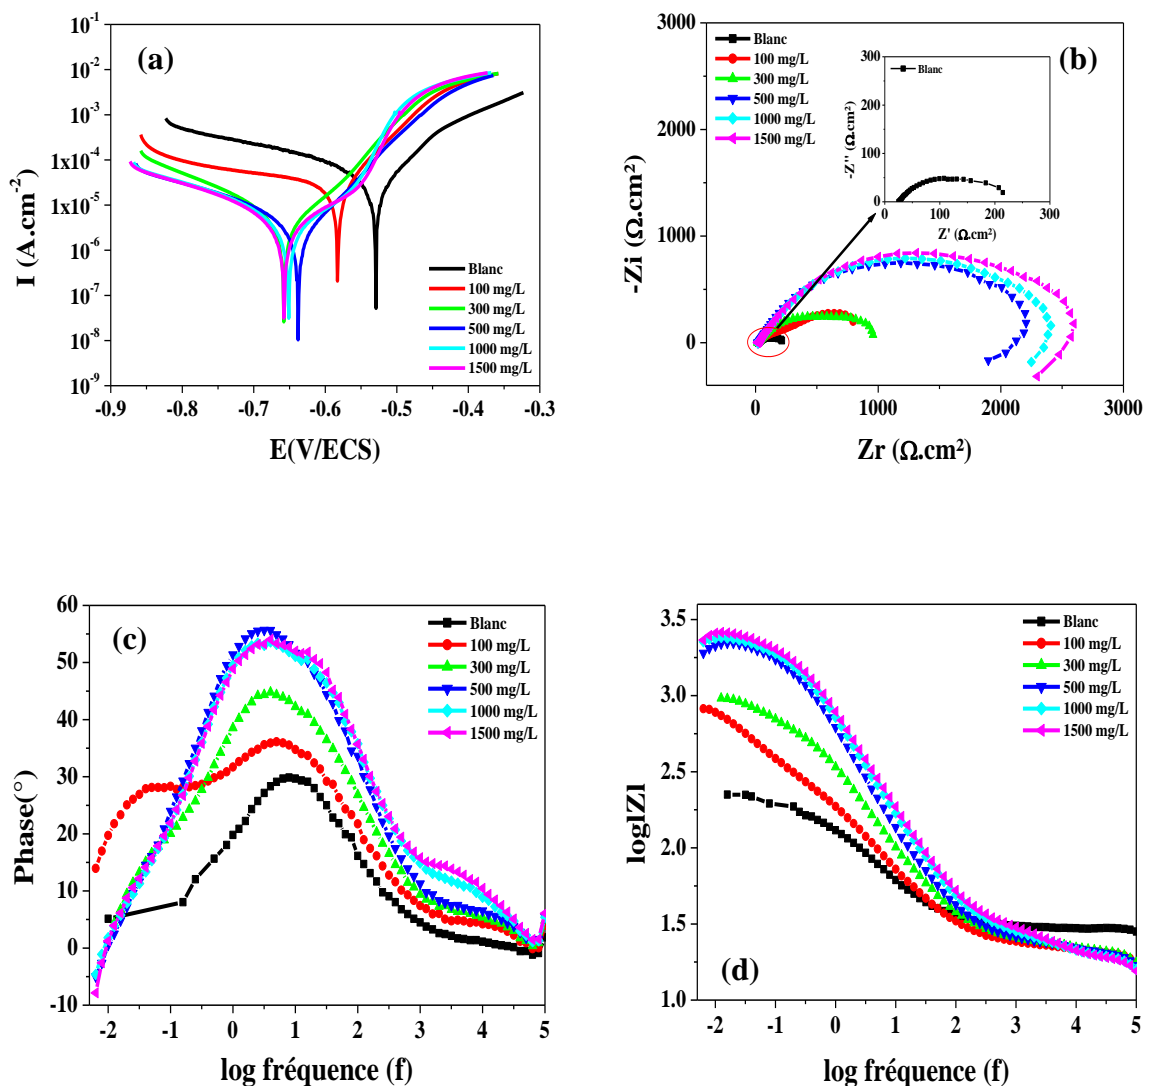 (a)
I (A.cm-2)
10-1
10-2
10-3
1x10-4
1x10-5
10-6
10-7
10-8
10-9
Blanc
100 mg/L
300 mg/L
500 mg/L
1000 mg/L
1500 mg/L
-0.9 -0.8 -0.7 -0.6 -0.5 -0.4 -0.3
E(V/ECS)
(b)
-Zi (Ω.cm²)
3000
2000
1000
0
Blanc
100 mg/L
300 mg/L
500 mg/L
1000 mg/L
1500 mg/L
-Z'' (Ω.cm²)
300
250
200
150
100
50
0
Blanc
0 100 200 300
Z' (Ω.cm²)
0 1000 2000 3000
Zr (Ω.cm²)
(c)
Phase(°)
60
50
40
30
20
10
0
-10
Blanc
100 mg/L
300 mg/L
500 mg/L
1000 mg/L
1500 mg/L
-2 -1 0 1 2 3 4 5
log fréquence (f)
logIZI
3.5
3.0
2.5
2.0
1.5
1.0
Blanc
100 mg/L
300 mg/L
500 mg/L
1000 mg/L
1500 mg/L
(d)
-2 -1 0 1 2 3 4 5
log fréquence (f)